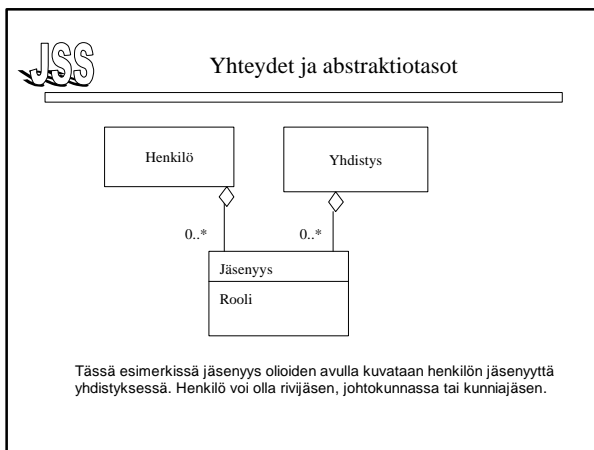 JSS
Yhteydet ja abstraktiotasot
Henkilö
Yhdistys
0..*
0..*
Jäsenyys
Rooli
Tässä esimerkissä jäsenyys olioiden avulla kuvataan henkilön jäsenyyttä
yhdistyksessä. Henkilö voi olla rivijäsen, johtokunnassa tai kunniajäsen.